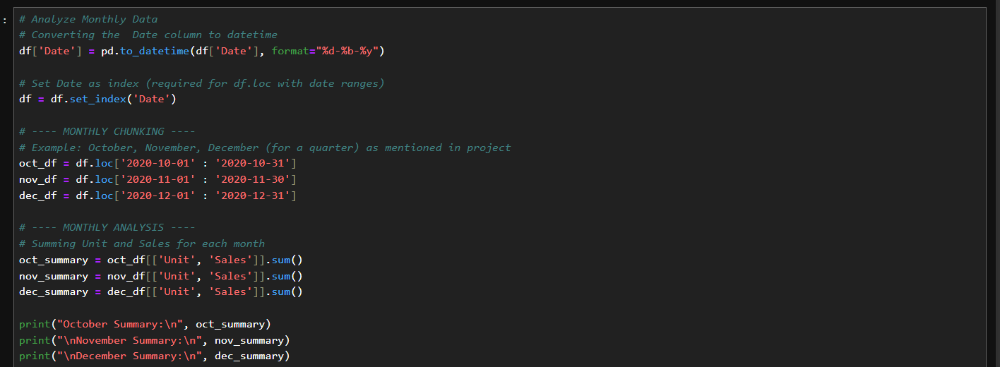 :
# Analyze Monthly Data
# Converting the  Date column to datetime
df['Date'] = pd.to_datetime(df['Date'], format="%d-%b-%y")
# Set Date as index (required for df.loc with date ranges)
df = df.set_index('Date')
# ---- MONTHLY CHUNKING ----
# Example: October, November, December (for a quarter) as mentioned in project
oct_df = df.loc['2020-10-01' : '2020-10-31']
nov_df = df.loc['2020-11-01' : '2020-11-30']
dec_df = df.loc['2020-12-01' : '2020-12-31']
# ---- MONTHLY ANALYSIS ----
# Summing Unit and Sales for each month
oct_summary = oct_df[['Unit', 'Sales']].sum()
nov_summary = nov_df[['Unit', 'Sales']].sum()
dec_summary = dec_df[['Unit', 'Sales']].sum()
print("October Summary:\n", oct_summary)
print("\nNovember Summary:\n", nov_summary)
print("\nDecember Summary:\n", dec_summary)